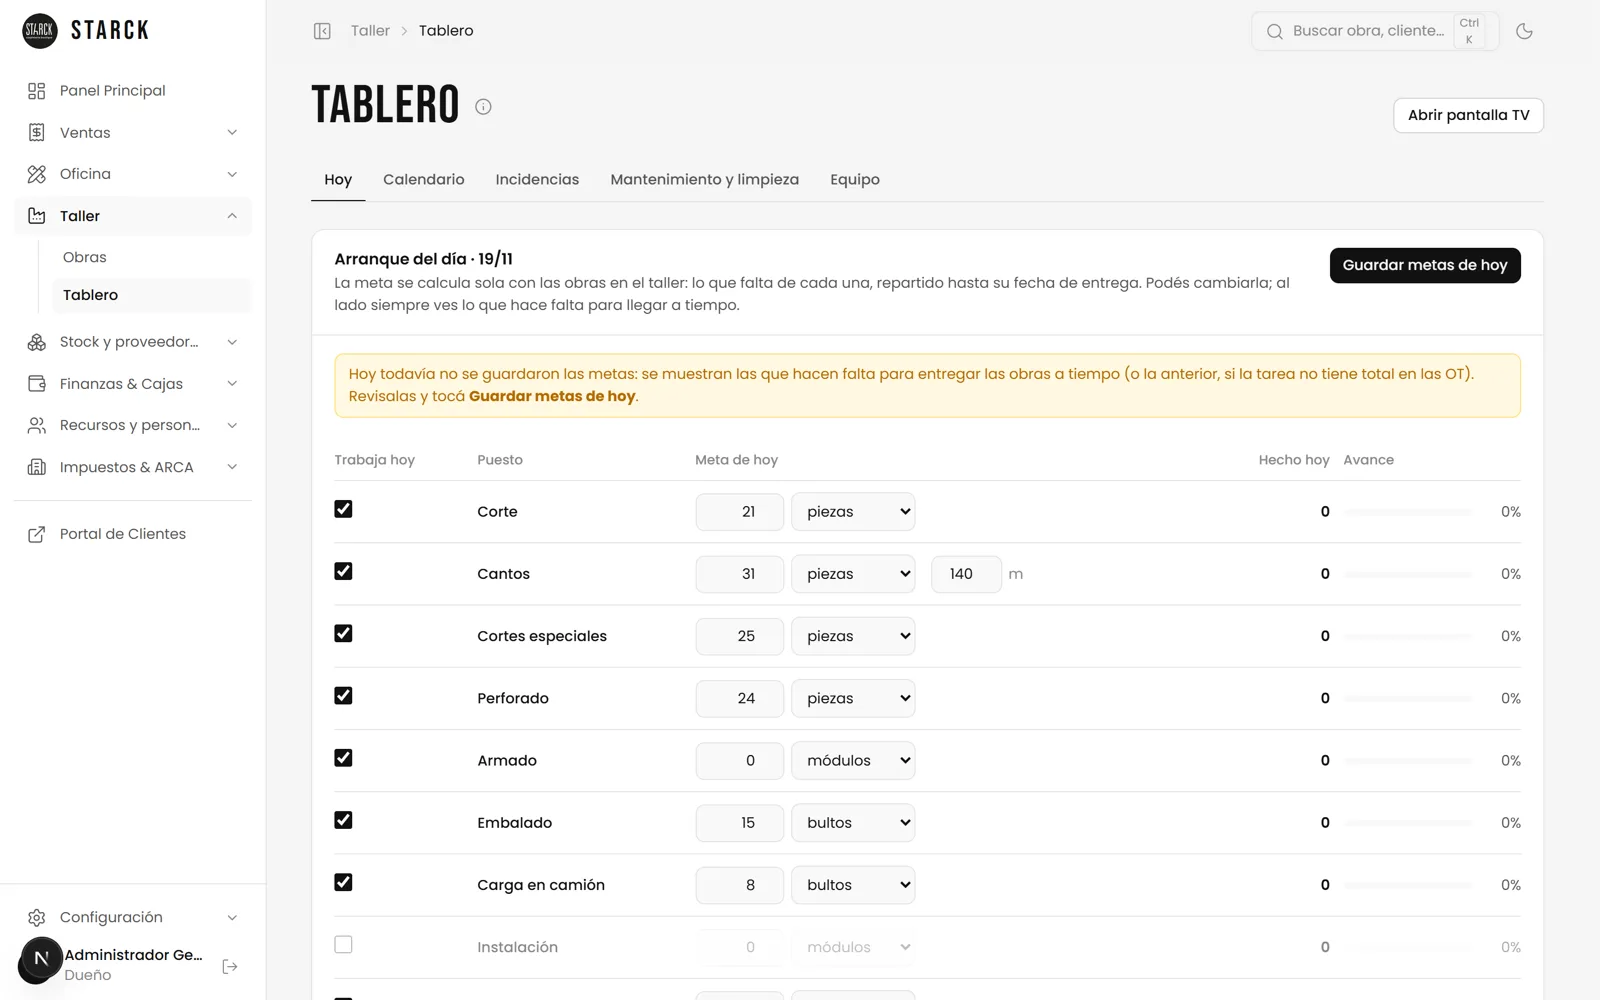 STARCK
STARCK
Panel Principal
Ventas
Oficina
Taller
Obras
Tablero
Stock y proveedor...
Finanzas & Cajas
Recursos y person...
Impuestos & ARCA
Portal de Clientes
Configuración
N
Administrador Ge...
Dueño
Taller > Tablero
Buscar obra, cliente...
Ctrl
K
TABLERO
Abrir pantalla TV
Hoy
Calendario
Incidencias
Mantenimiento y limpieza
Equipo
Arranque del día · 19/11
La meta se calcula sola con las obras en el taller: lo que falta de cada una, repartido hasta su fecha de entrega. Podés cambiarla; al
lado siempre ves lo que hace falta para llegar a tiempo.
Guardar metas de hoy
Hoy todavía no se guardaron las metas: se muestran las que hacen falta para entregar las obras a tiempo (o la anterior, si la tarea no tiene total en las OT).
Revisalas y tocá Guardar metas de hoy.
Trabaja hoy Puesto Meta de hoy Hecho hoy Avance
Corte 21 piezas 0 0%
Cantos 31 piezas 140 m 0 0%
Cortes especiales 25 piezas 0 0%
Perforado 24 piezas 0 0%
Armado 0 módulos 0 0%
Embalado 15 bultos 0 0%
Carga en camión 8 bultos 0 0%
Instalación 0 módulos 0 0%